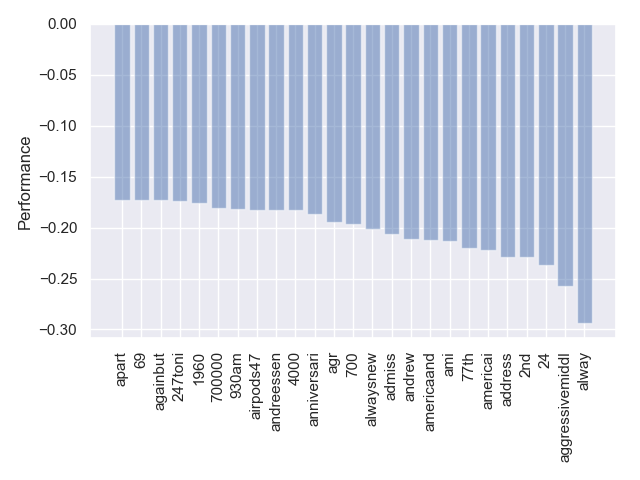 0.00
−0.05
−0.10
−0.15
−0.20
−0.25
−0.30
Performance
apart
69
againbut
247toni
1960
700000
930am
airpods47
andreessen
4000
anniversari
agr
700
alwaysnew
admiss
andrew
americaand
ami
77th
americai
address
2nd
24
aggressivemiddl
alway